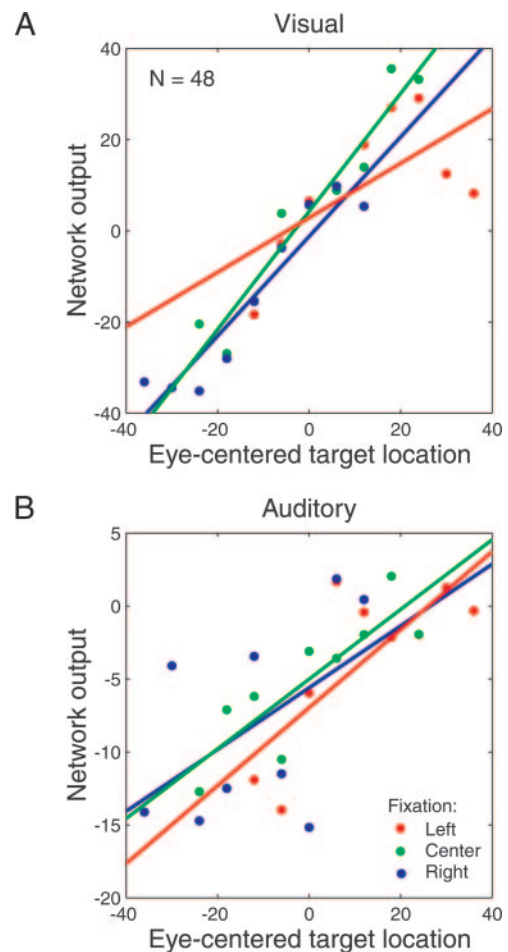 A
Visual
N = 48
40
20
0
-20
-40
Network output
-40 -20 0 20 40
Eye-centered target location
B
Auditory
5
0
-5
-10
-15
-20
Network output
Fixation:
Left
Center
Right
-40 -20 0 20 40
Eye-centered target location